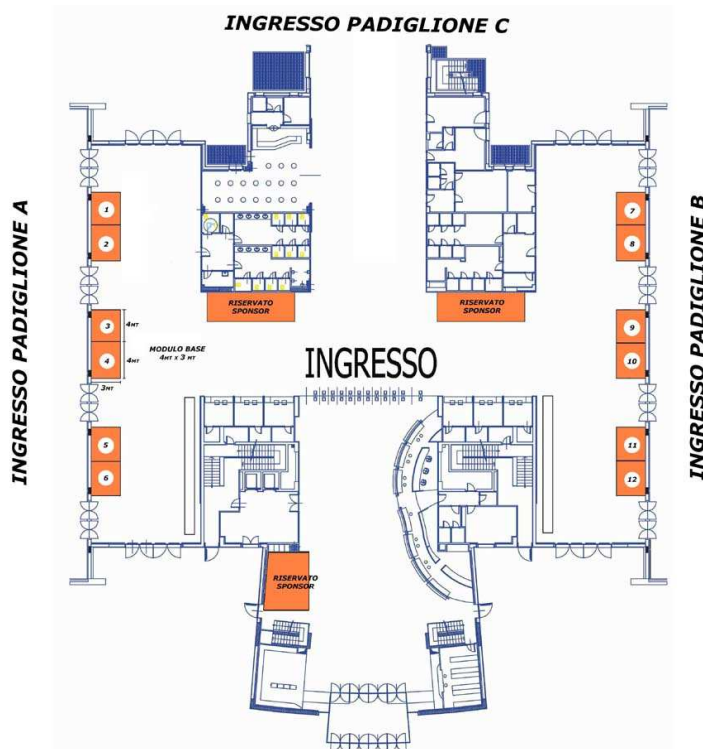 INGRESSO PADIGLIONE C
INGRESSO PADIGLIONE A
INGRESSO PADIGLIONE B
1
2
7
8
RISERVATO
SPONSOR
RISERVATO
SPONSOR
3
4MT
4
4MT
3MT
MODULO BASE
4MT X 3 MT
9
10
INGRESSO
5
6
11
12
RISERVATO
SPONSOR